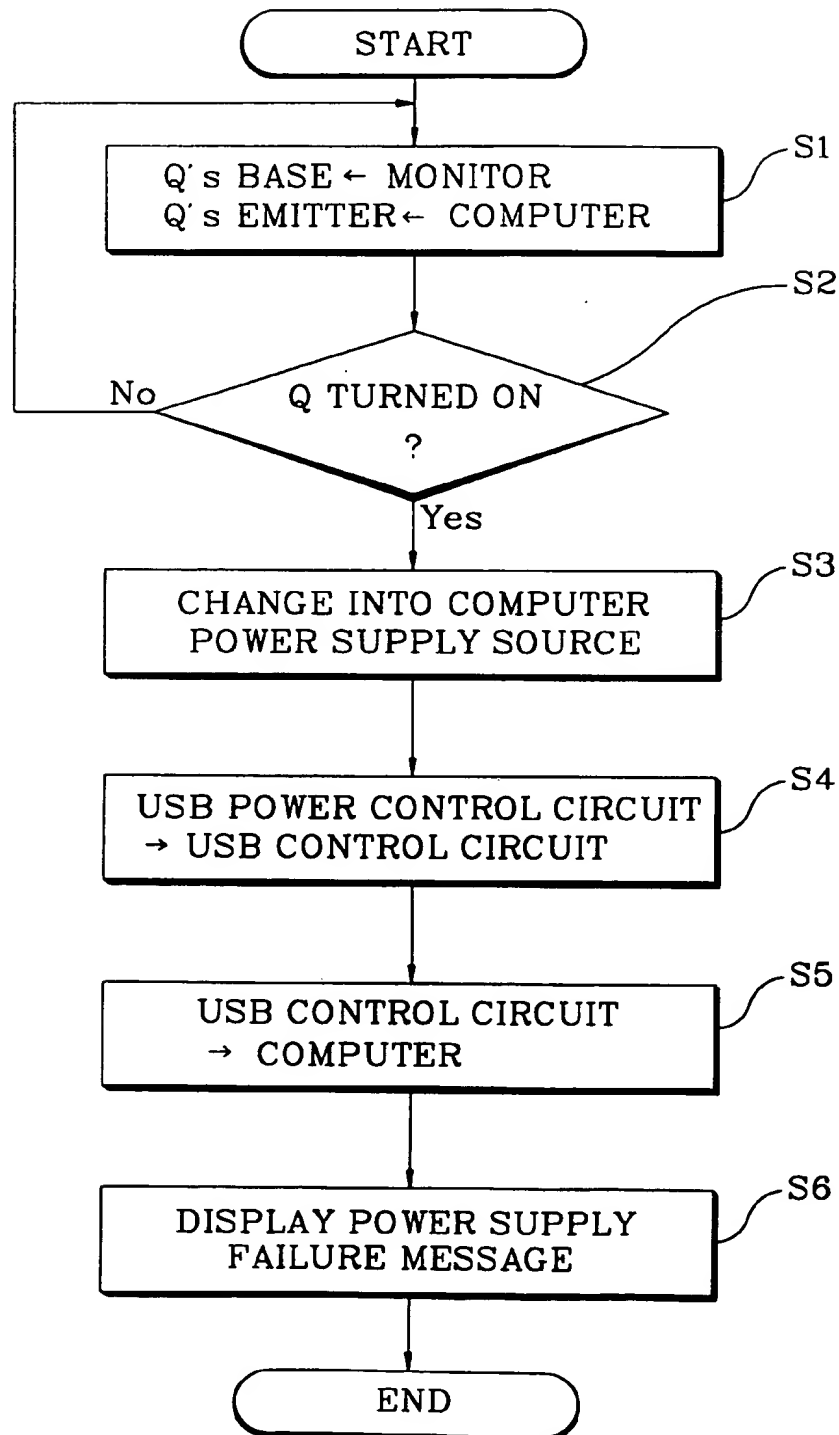 START
Q's BASE ← MONITOR
Q's EMITTER ← COMPUTER
S1
S2
Q TURNED ON
?
No
Yes
S3
CHANGE INTO COMPUTER
POWER SUPPLY SOURCE
S4
USB POWER CONTROL CIRCUIT
→ USB CONTROL CIRCUIT
S5
USB CONTROL CIRCUIT
→ COMPUTER
S6
DISPLAY POWER SUPPLY
FAILURE MESSAGE
END